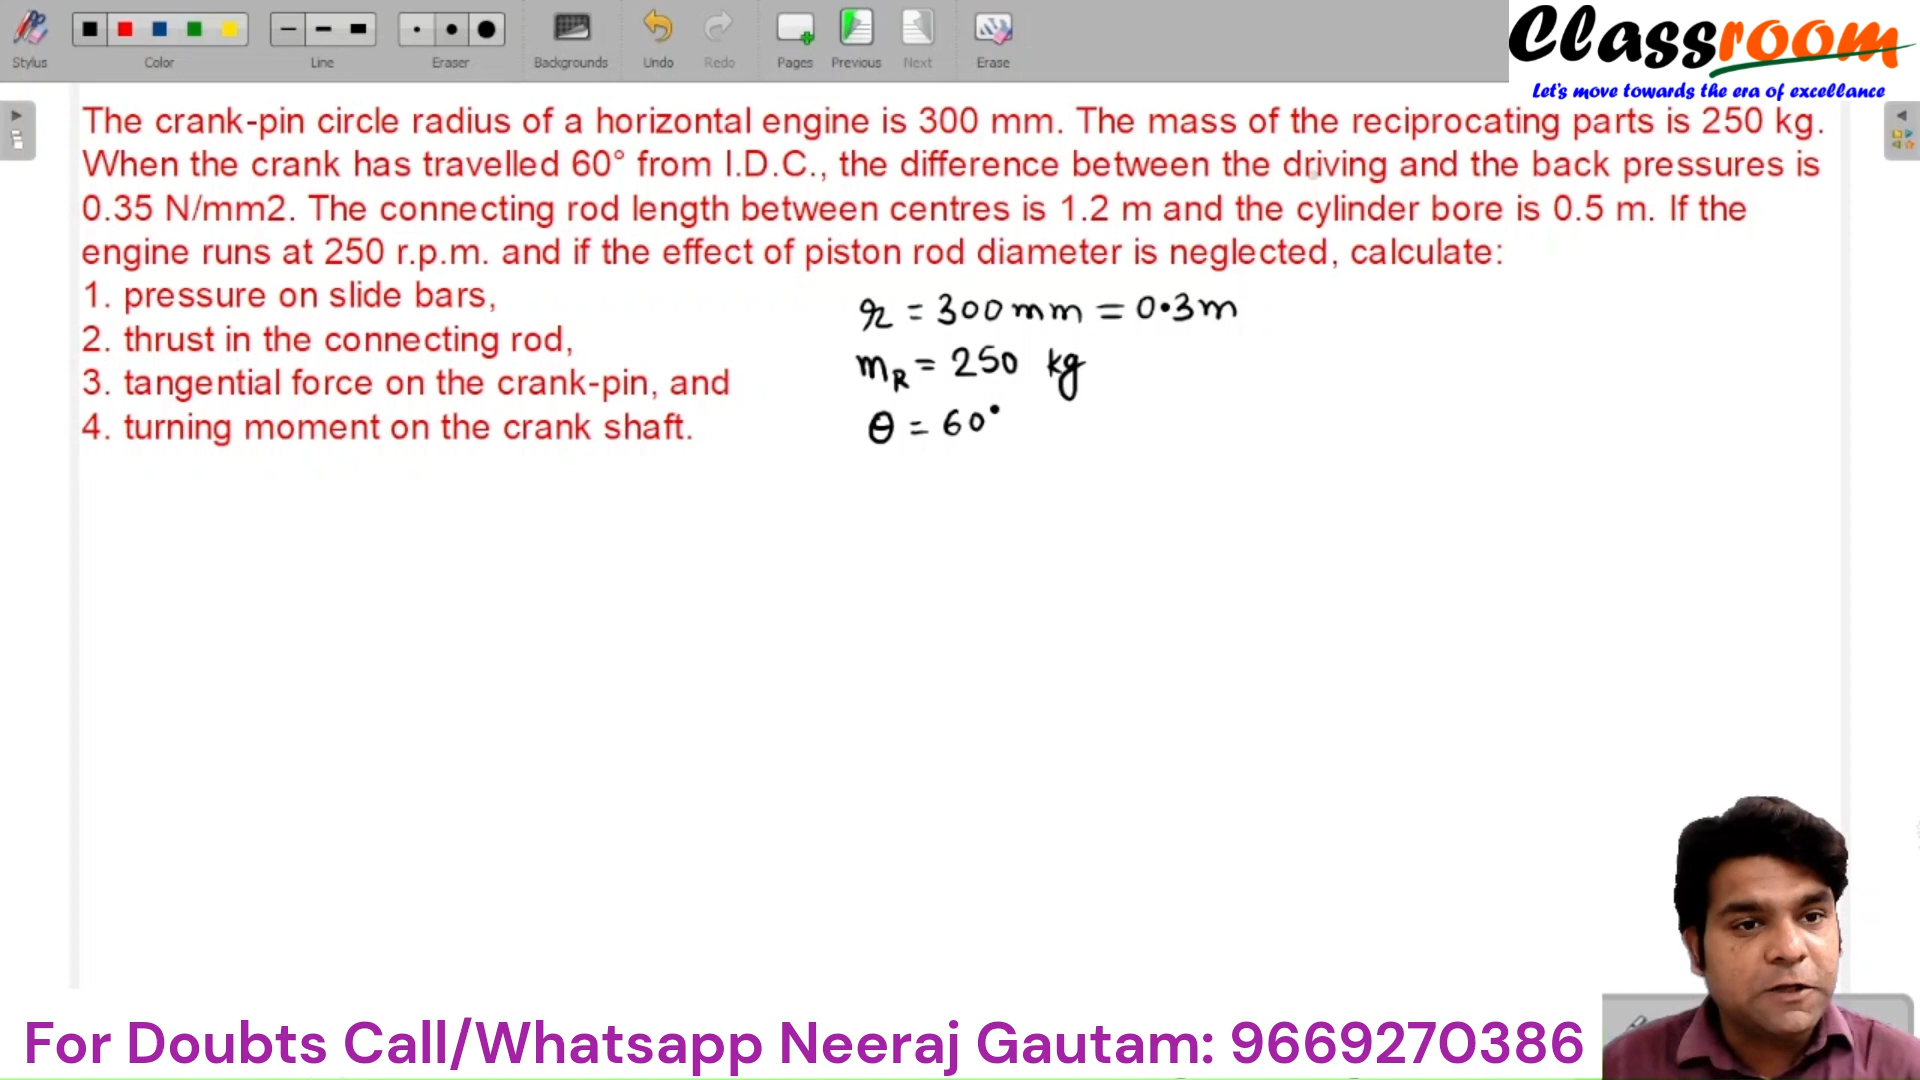 Stylus
Color
Line
Eraser
Backgrounds
Undo
Redo
Pages
Previous
Next
Erase
Classroom
Let's move towards the era of excellance
The crank-pin circle radius of a horizontal engine is 300 mm. The mass of the reciprocating parts is 250 kg.
When the crank has travelled 60° from I.D.C., the difference between the driving and the back pressures is
0.35 N/mm2. The connecting rod length between centres is 1.2 m and the cylinder bore is 0.5 m. If the
engine runs at 250 r.p.m. and if the effect of piston rod diameter is neglected, calculate:
1. pressure on slide bars,
2. thrust in the connecting rod,
3. tangential force on the crank-pin, and
4. turning moment on the crank shaft.
r = 300 mm = 0.3 m
mR = 250 kg
θ = 60°
For Doubts Call/Whatsapp Neeraj Gautam: 9669270386